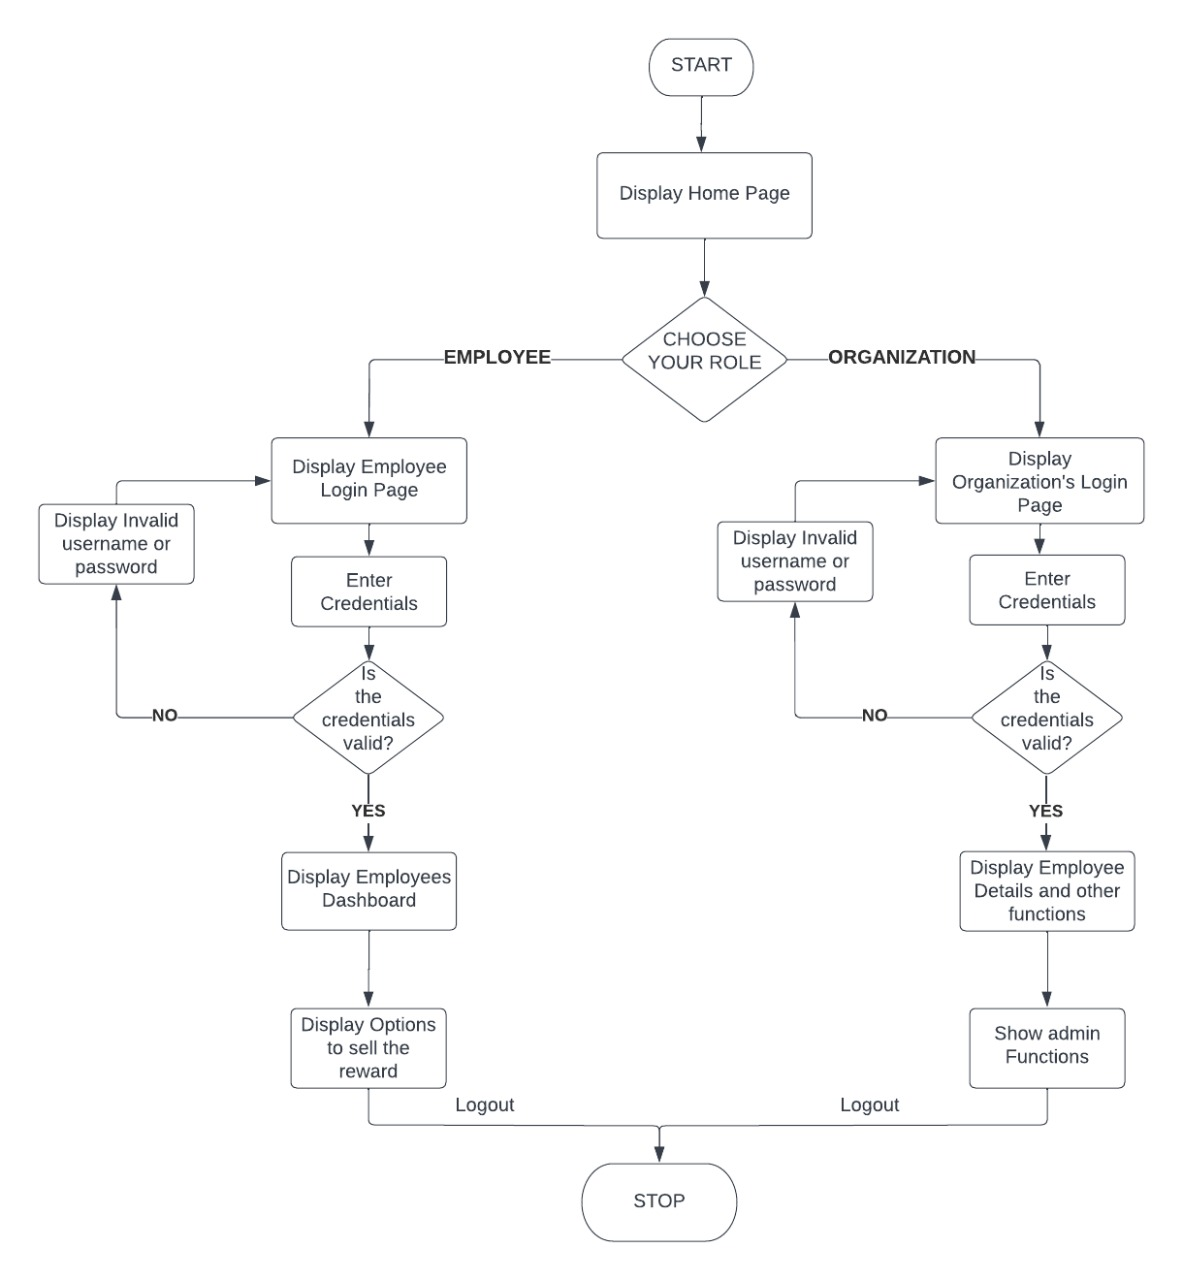 START
Display Home Page
CHOOSE
YOUR ROLE
EMPLOYEE
ORGANIZATION
Display Employee
Login Page
Display Invalid
username or
password
Enter
Credentials
Is
the
credentials
valid?
NO
YES
Display Employees
Dashboard
Display Options
to sell the
reward
Logout
Display
Organization's Login
Page
Display Invalid
username or
password
Enter
Credentials
Is
the
credentials
valid?
NO
YES
Display Employee
Details and other
functions
Show admin
Functions
Logout
STOP